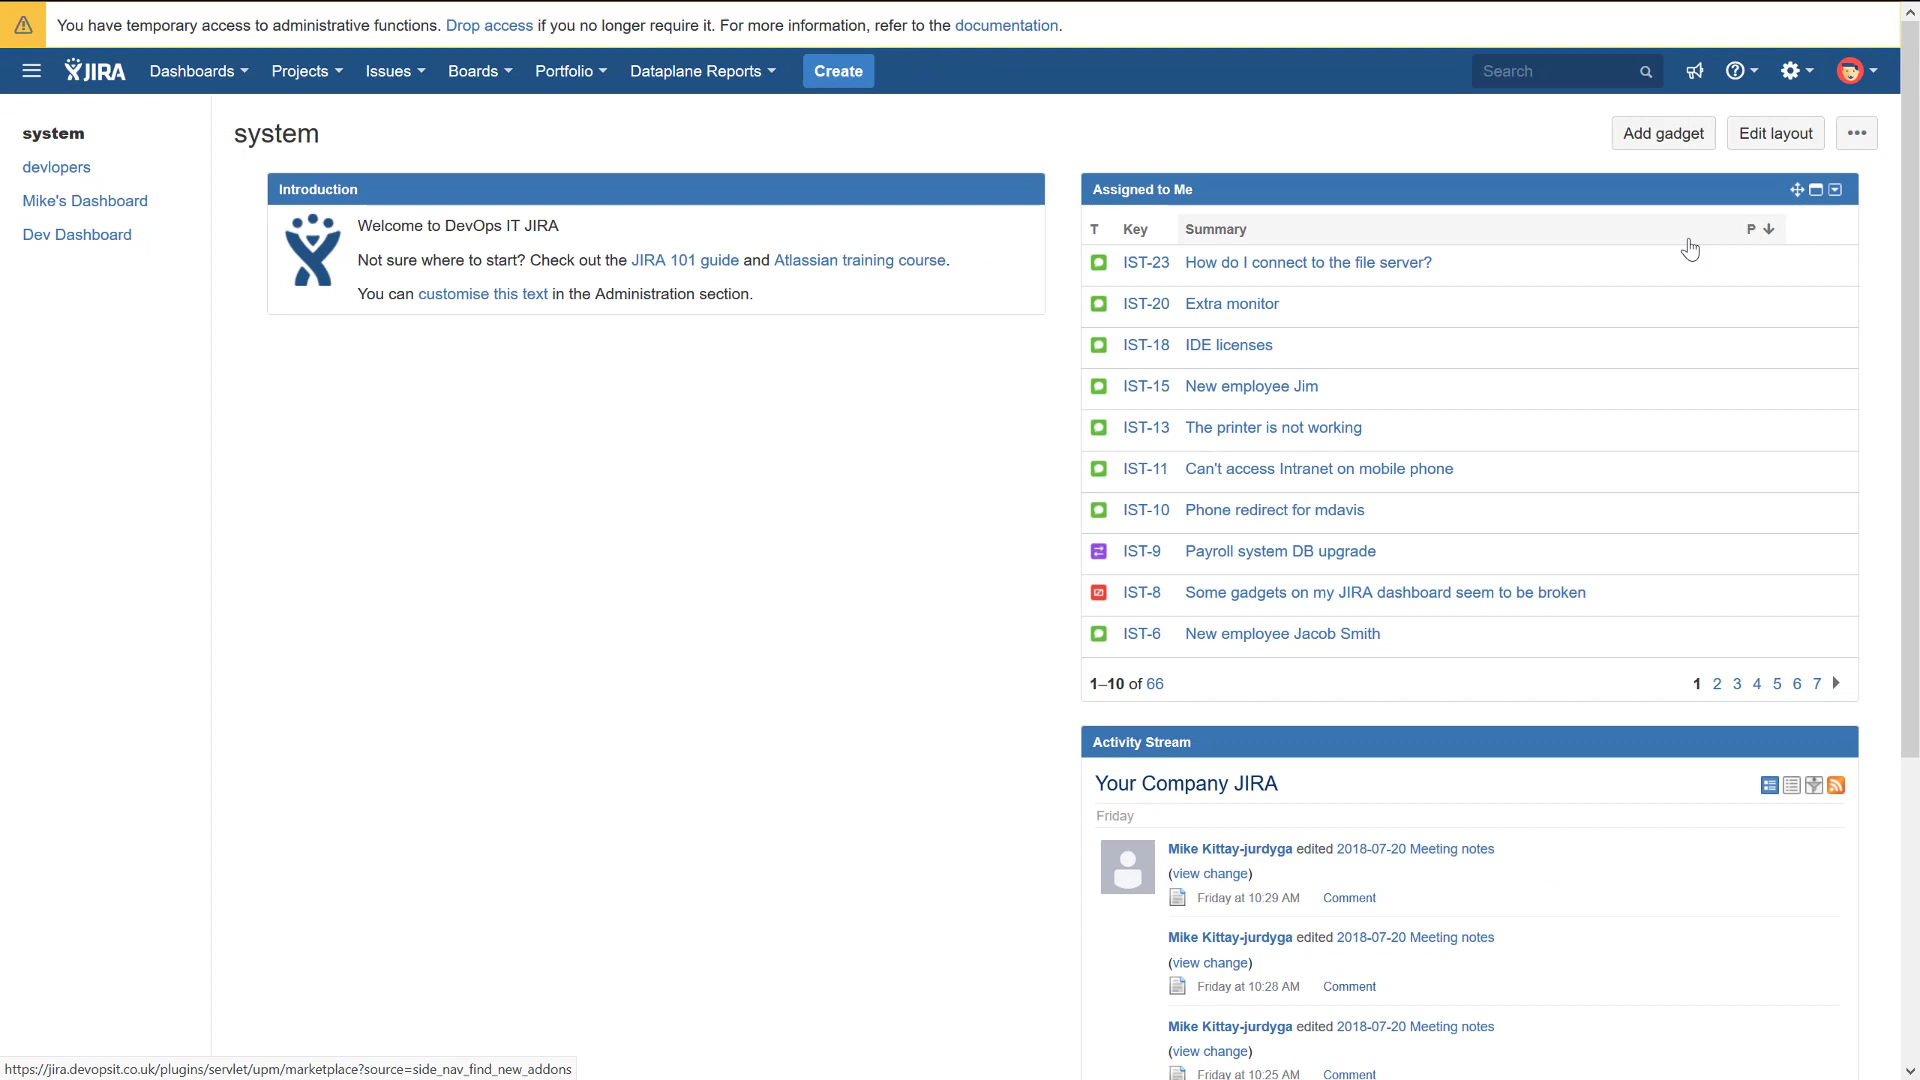 You have temporary access to administrative functions. Drop access if you no longer require it. For more information, refer to the documentation.
JIRA Dashboards Projects Issues Boards Portfolio Dataplane Reports Create Search
system
devlopers
Mike's Dashboard
Dev Dashboard
system
Add gadget Edit layout
Introduction
Welcome to DevOps IT JIRA
Not sure where to start? Check out the JIRA 101 guide and Atlassian training course.
You can customise this text in the Administration section.
Assigned to Me
T Key Summary P
IST-23 How do I connect to the file server?
IST-20 Extra monitor
IST-18 IDE licenses
IST-15 New employee Jim
IST-13 The printer is not working
IST-11 Can't access Intranet on mobile phone
IST-10 Phone redirect for mdavis
IST-9 Payroll system DB upgrade
IST-8 Some gadgets on my JIRA dashboard seem to be broken
IST-6 New employee Jacob Smith
1–10 of 66 1 2 3 4 5 6 7
Activity Stream
Your Company JIRA
Friday
Mike Kittay-jurdyga edited 2018-07-20 Meeting notes
(view change)
Friday at 10:29 AM Comment
Mike Kittay-jurdyga edited 2018-07-20 Meeting notes
(view change)
Friday at 10:28 AM Comment
Mike Kittay-jurdyga edited 2018-07-20 Meeting notes
(view change)
Friday at 10:25 AM Comment
https://jira.devopsit.co.uk/plugins/servlet/upm/marketplace?source=side_nav_find_new_addons